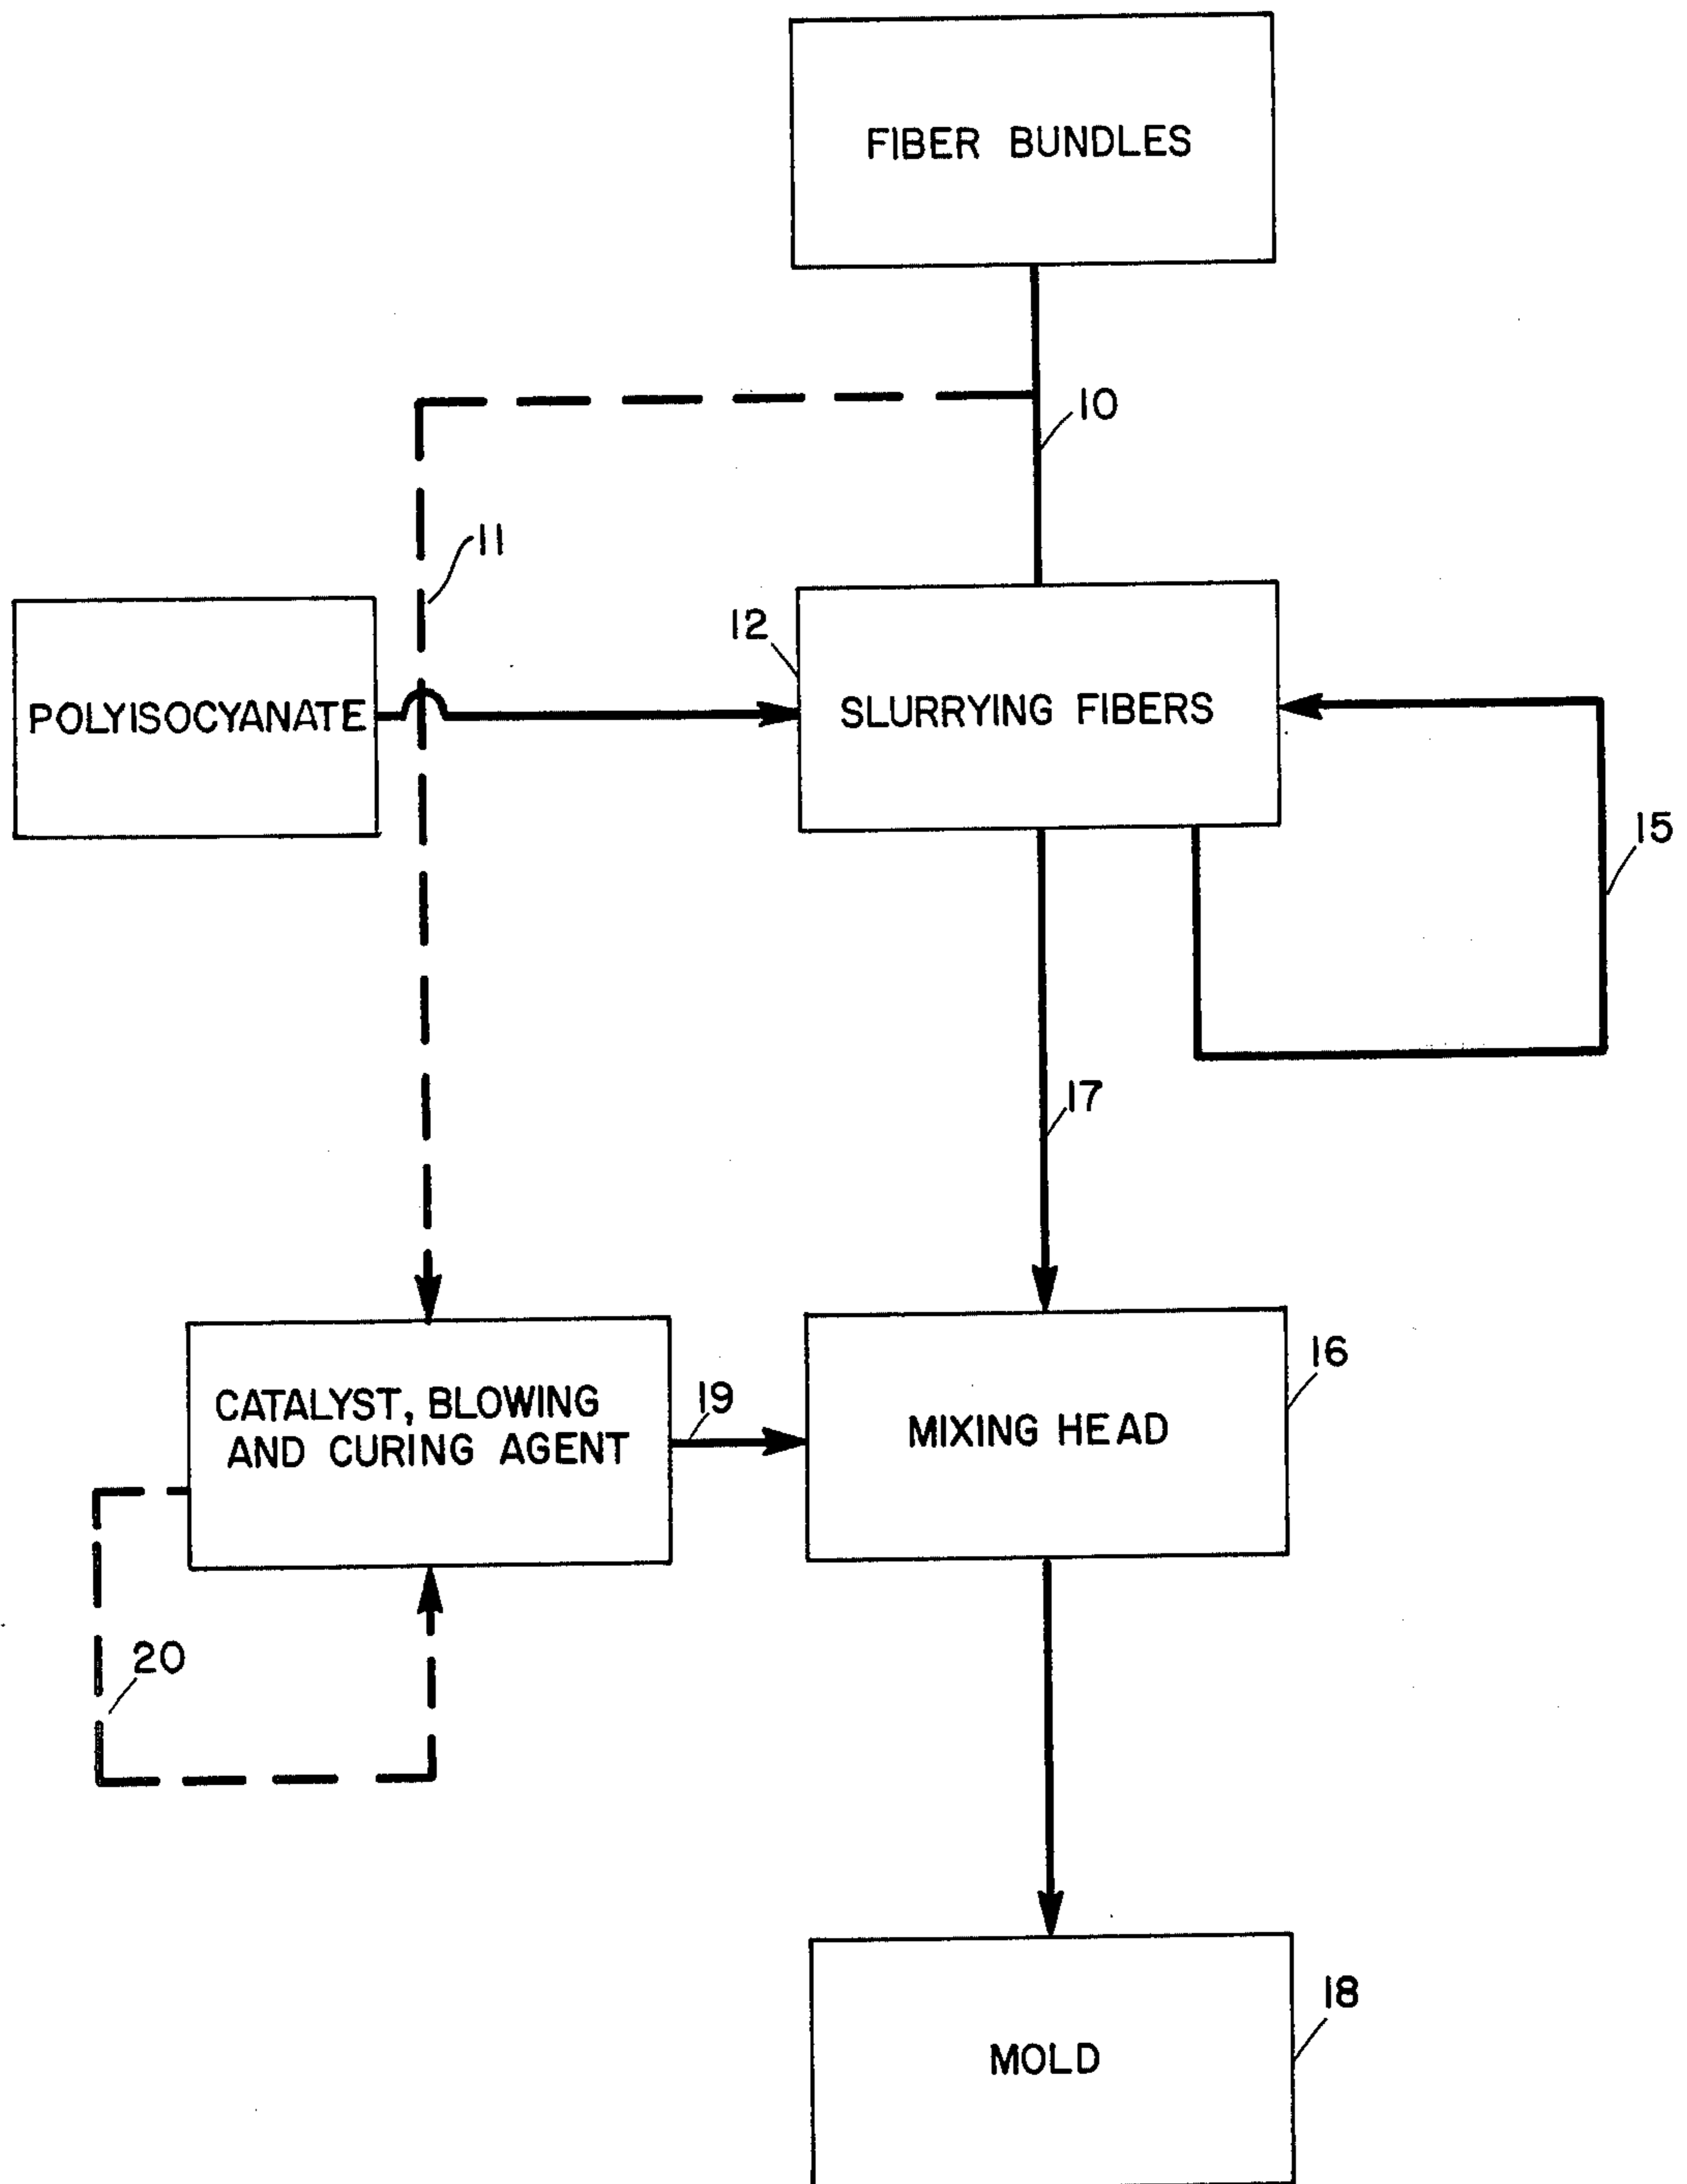 FIBER BUNDLES
10
11
12
POLYISOCYANATE
SLURRYING FIBERS
15
17
16
CATALYST, BLOWING
AND CURING AGENT
19
MIXING HEAD
20
18
MOLD